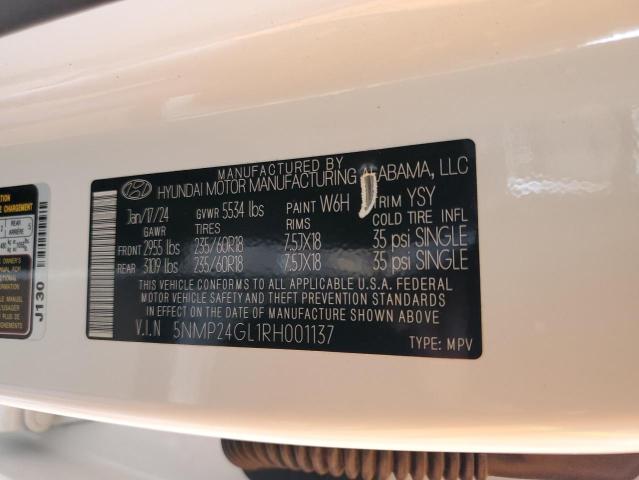 MANUFACTURED BY
HYUNDAI MOTOR MANUFACTURING ALABAMA, LLC
Jan/17/24 GVWR 5534 lbs PAINT W6H TRIM YSY
GAWR TIRES RIMS COLD TIRE INFL
FRONT 2955 lbs 235/60R18 7.5JX18 35 psi SINGLE
REAR 3109 lbs 235/60R18 7.5JX18 35 psi SINGLE
THIS VEHICLE CONFORMS TO ALL APPLICABLE U.S.A. FEDERAL
MOTOR VEHICLE SAFETY AND THEFT PREVENTION STANDARDS
IN EFFECT ON THE DATE OF MANUFACTURE SHOWN ABOVE.
V.I.N 5NMP24GL1RH001137 TYPE: MPV
J130
CHARGEMENT
REAR
ARRIÈRE